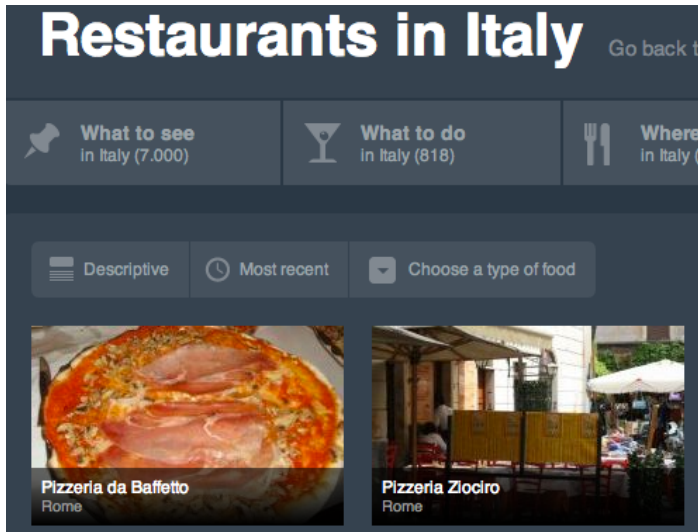 Restaurants in Italy Go back t
What to see
in Italy (7.000)
What to do
in Italy (818)
Where
in Italy (
Descriptive
Most recent
Choose a type of food
Pizzeria da Baffetto
Rome
Pizzeria Ziociro
Rome